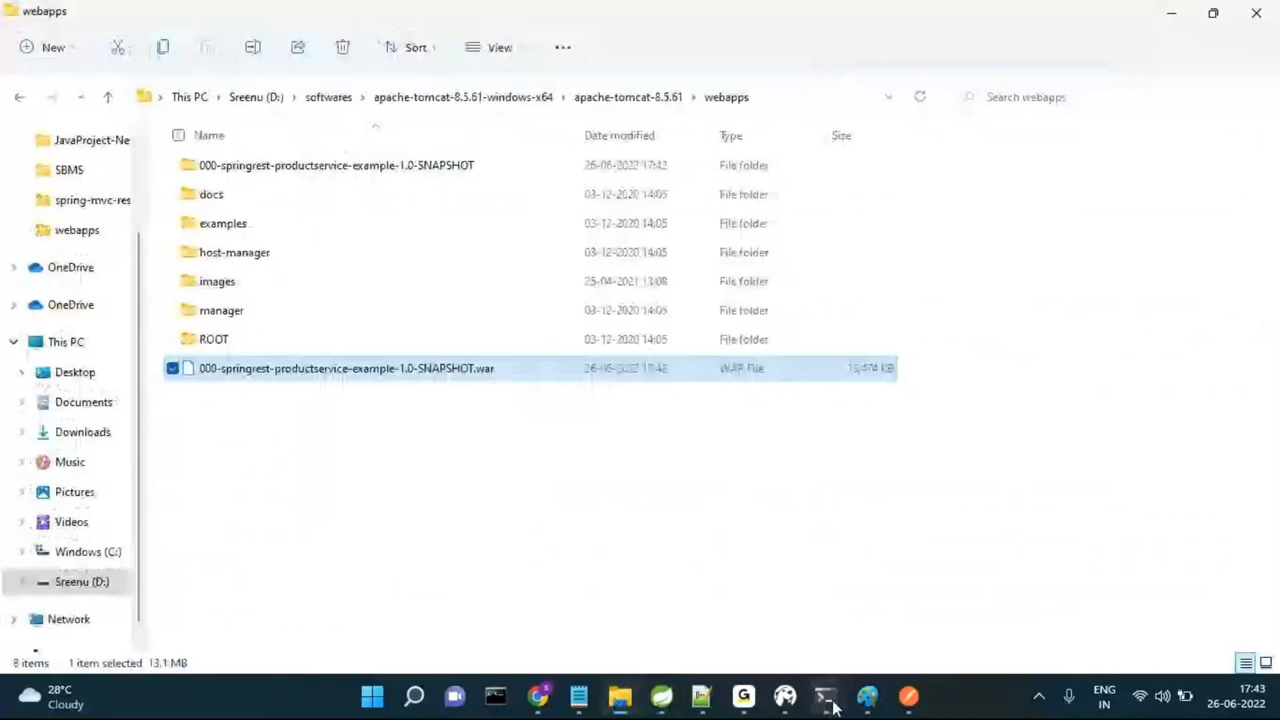 webapps
New
Sort
View
This PC > Sreenu (D:) > softwares > apache-tomcat-8.5.61-windows-x64 > apache-tomcat-8.5.61 > webapps
Search webapps
Name Date modified Type Size
JavaProject-Ne
SBMS
spring-mvc-res
webapps
OneDrive
OneDrive
This PC
Desktop
Documents
Downloads
Music
Pictures
Videos
Windows (C:)
Sreenu (D:)
Network
000-springrest-productservice-example-1.0-SNAPSHOT 26-06-2022 17:42 File folder
docs 03-12-2020 14:05 File folder
examples 03-12-2020 14:05 File folder
host-manager 03-12-2020 14:05 File folder
images 25-04-2021 13:08 File folder
manager 03-12-2020 14:05 File folder
ROOT 03-12-2020 14:05 File folder
000-springrest-productservice-example-1.0-SNAPSHOT.war 26-06-2022 WAR File KB
8 items 1 item selected 13.1 MB
28°C
Cloudy
ENG
IN
17:43
26-06-2022